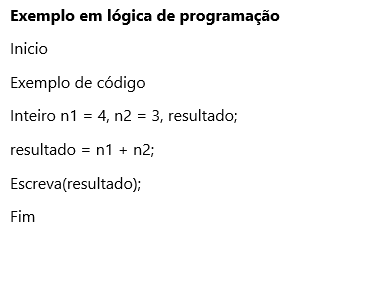 Exemplo em lógica de programação
Inicio
Exemplo de código
Inteiro n1 = 4, n2 = 3, resultado;
resultado = n1 + n2;
Escreva(resultado);
Fim